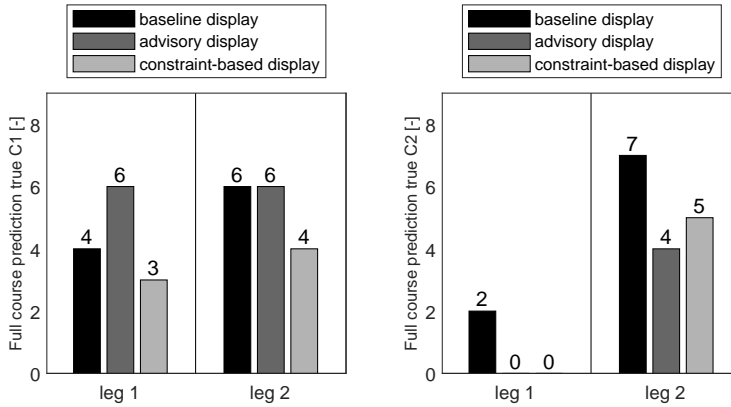 baseline display
advisory display
constraint-based display
Full course prediction true C1 [-]
8
6
4
2
0
4
6
3
6
6
4
leg 1
leg 2
baseline display
advisory display
constraint-based display
Full course prediction true C2 [-]
8
6
4
2
0
2
0
0
7
4
5
leg 1
leg 2